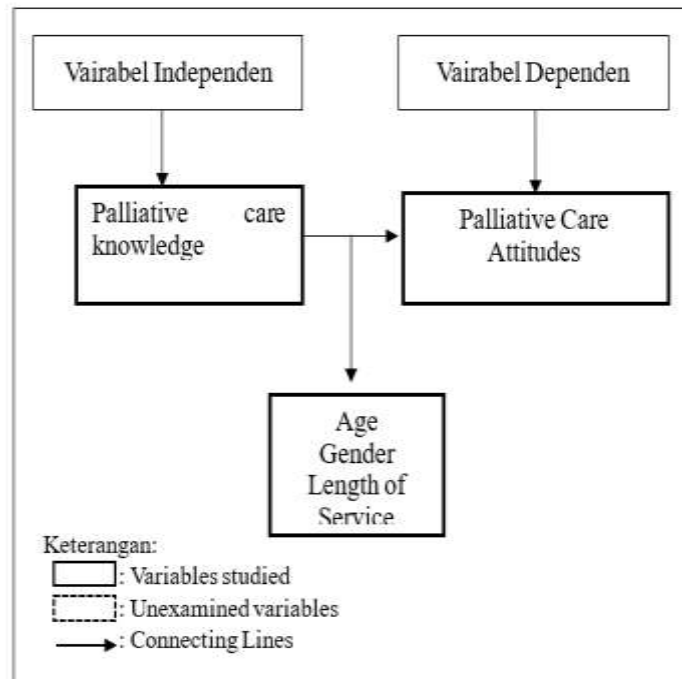 Vairabel Independen
Vairabel Dependen
Palliative care
knowledge
Palliative Care
Attitudes
Age
Gender
Length of
Service
Keterangan:
: Variables studied
: Unexamined variables
: Connecting Lines